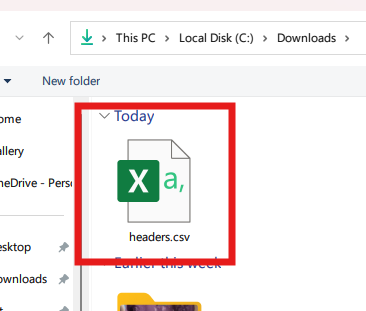 This PC > Local Disk (C:) > Downloads >
New folder
Today
ome
allery
neDrive - Perso
X a,
headers.csv
esktop
ownloads
Earlier this week